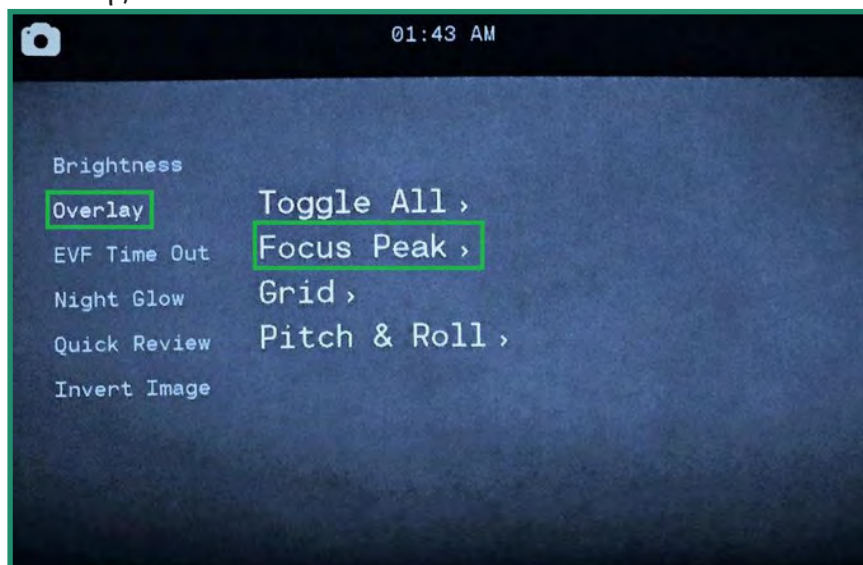 01:43 AM
Brightness
Overlay
EVF Time Out
Night Glow
Quick Review
Invert Image
Toggle All ›
Focus Peak ›
Grid ›
Pitch & Roll ›